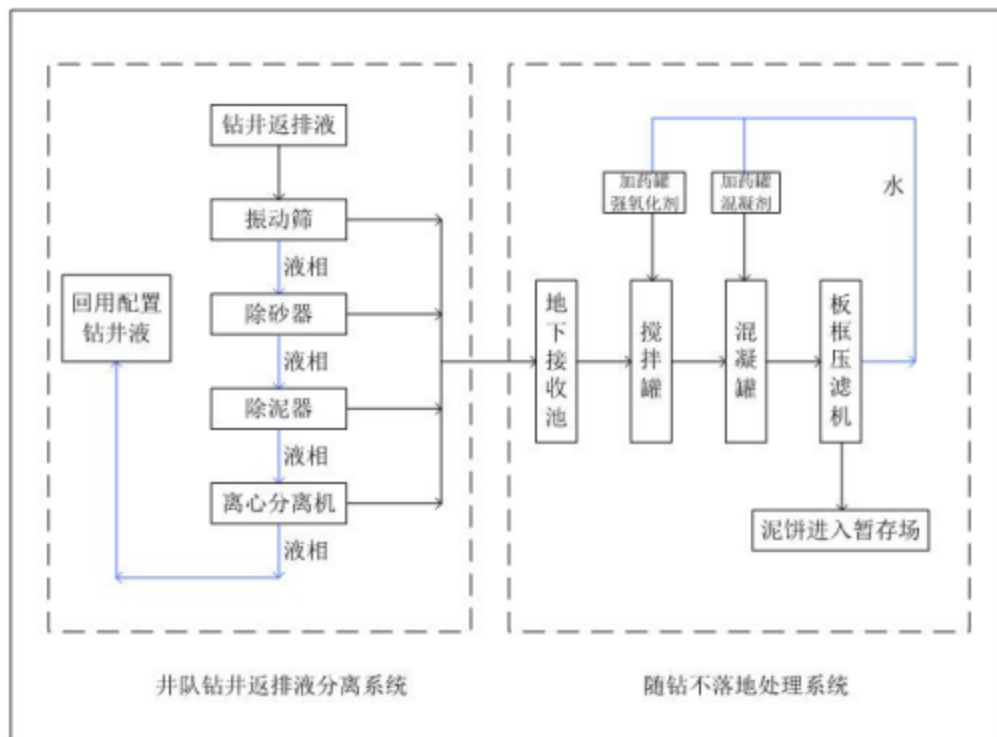 钻井返排液
振动筛
液相
除砂器
液相
除泥器
液相
离心分离机
液相
回用配置
钻井液
井队钻井返排液分离系统
加药罐
强氧化剂
加药罐
混凝剂
水
地下接收池
搅拌罐
混凝罐
板框压滤机
泥饼进入暂存场
随钻不落地处理系统